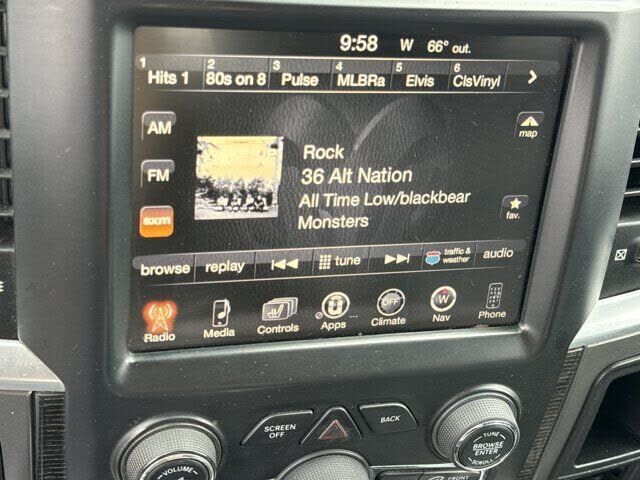 9:58 W 66° out.
1 Hits 1 2 80s on 8 3 Pulse 4 MLBRa 5 Elvis 6 ClsVinyl
AM
FM
sxm
Rock
36 Alt Nation
All Time Low/blackbear
Monsters
map
fav.
browse replay tune traffic & weather audio
Radio Media Controls Apps OFF Climate W Nav Phone
SCREEN OFF
BACK
VOLUME
TUNE
BROWSE
ENTER
SCROLL
FRONT